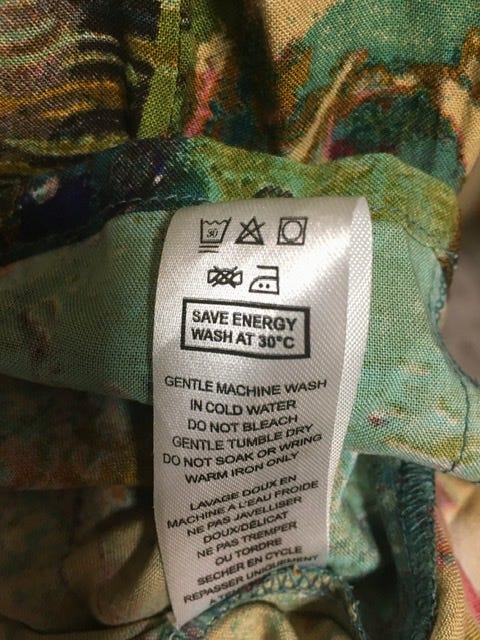 30
SAVE ENERGY
WASH AT 30°C
GENTLE MACHINE WASH
IN COLD WATER
DO NOT BLEACH
GENTLE TUMBLE DRY
DO NOT SOAK OR WRING
WARM IRON ONLY
LAVAGE DOUX EN
MACHINE A L'EAU FROIDE
NE PAS JAVELLISER
DOUX/DÉLICAT
NE PAS TREMPER
OU TORDRE
SECHER EN CYCLE
REPASSER UNIQUEMENT